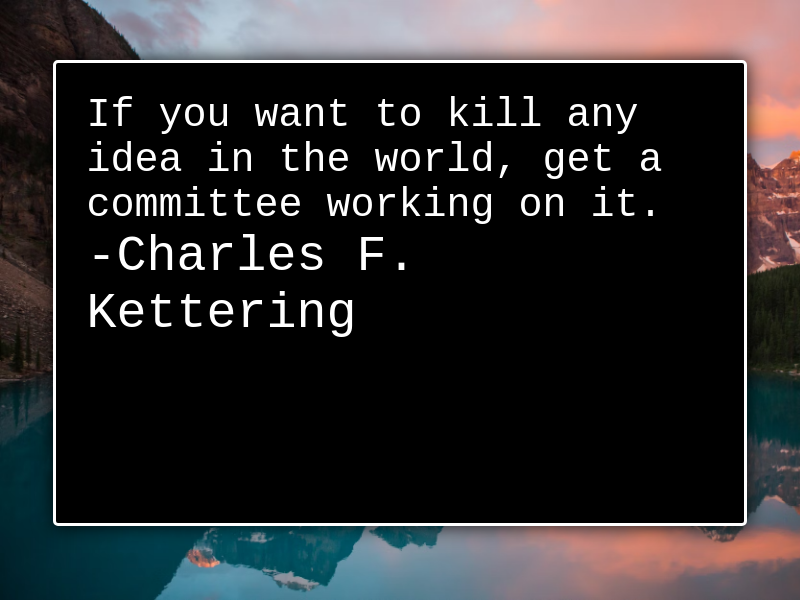 If you want to kill any
idea in the world, get a
committee working on it.
-Charles F.
Kettering